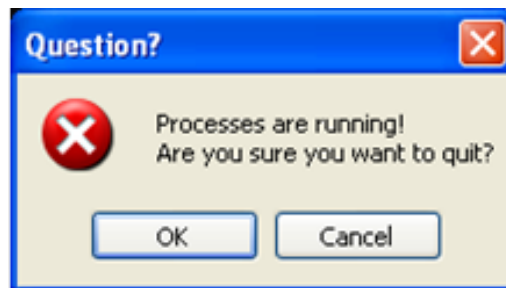 Question?
Processes are running!
Are you sure you want to quit?
OK
Cancel